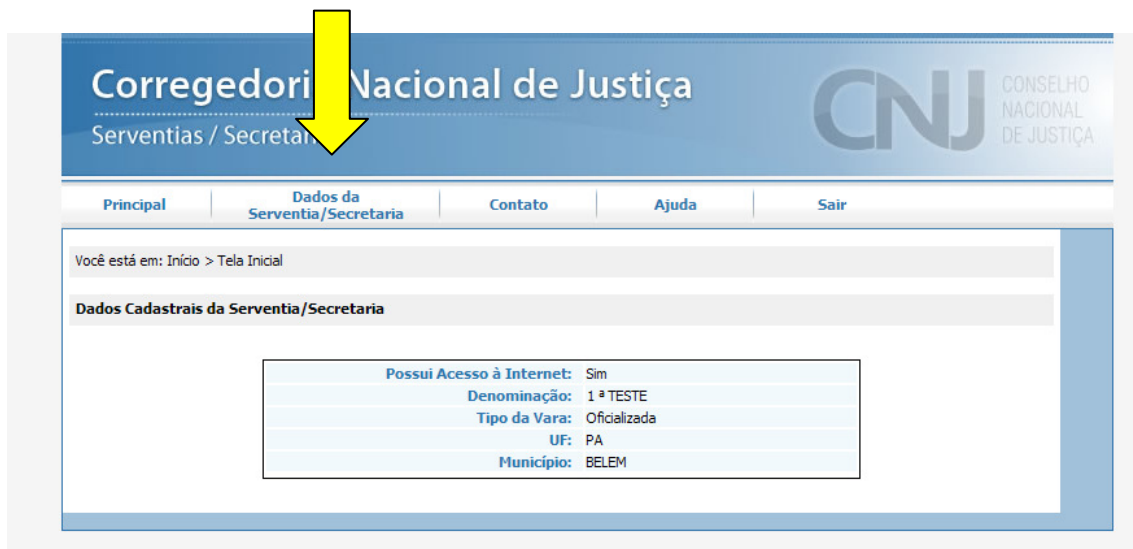 Corregedori Nacional de Justiça
Serventias / Secretar
CNJ
CONSELHO
NACIONAL
DE JUSTIÇA
Principal
Dados da
Serventia/Secretaria
Contato
Ajuda
Sair
Você está em: Início > Tela Inicial
Dados Cadastrais da Serventia/Secretaria
Possui Acesso à Internet: Sim
Denominação: 1 ª TESTE
Tipo da Vara: Oficializada
UF: PA
Município: BELEM